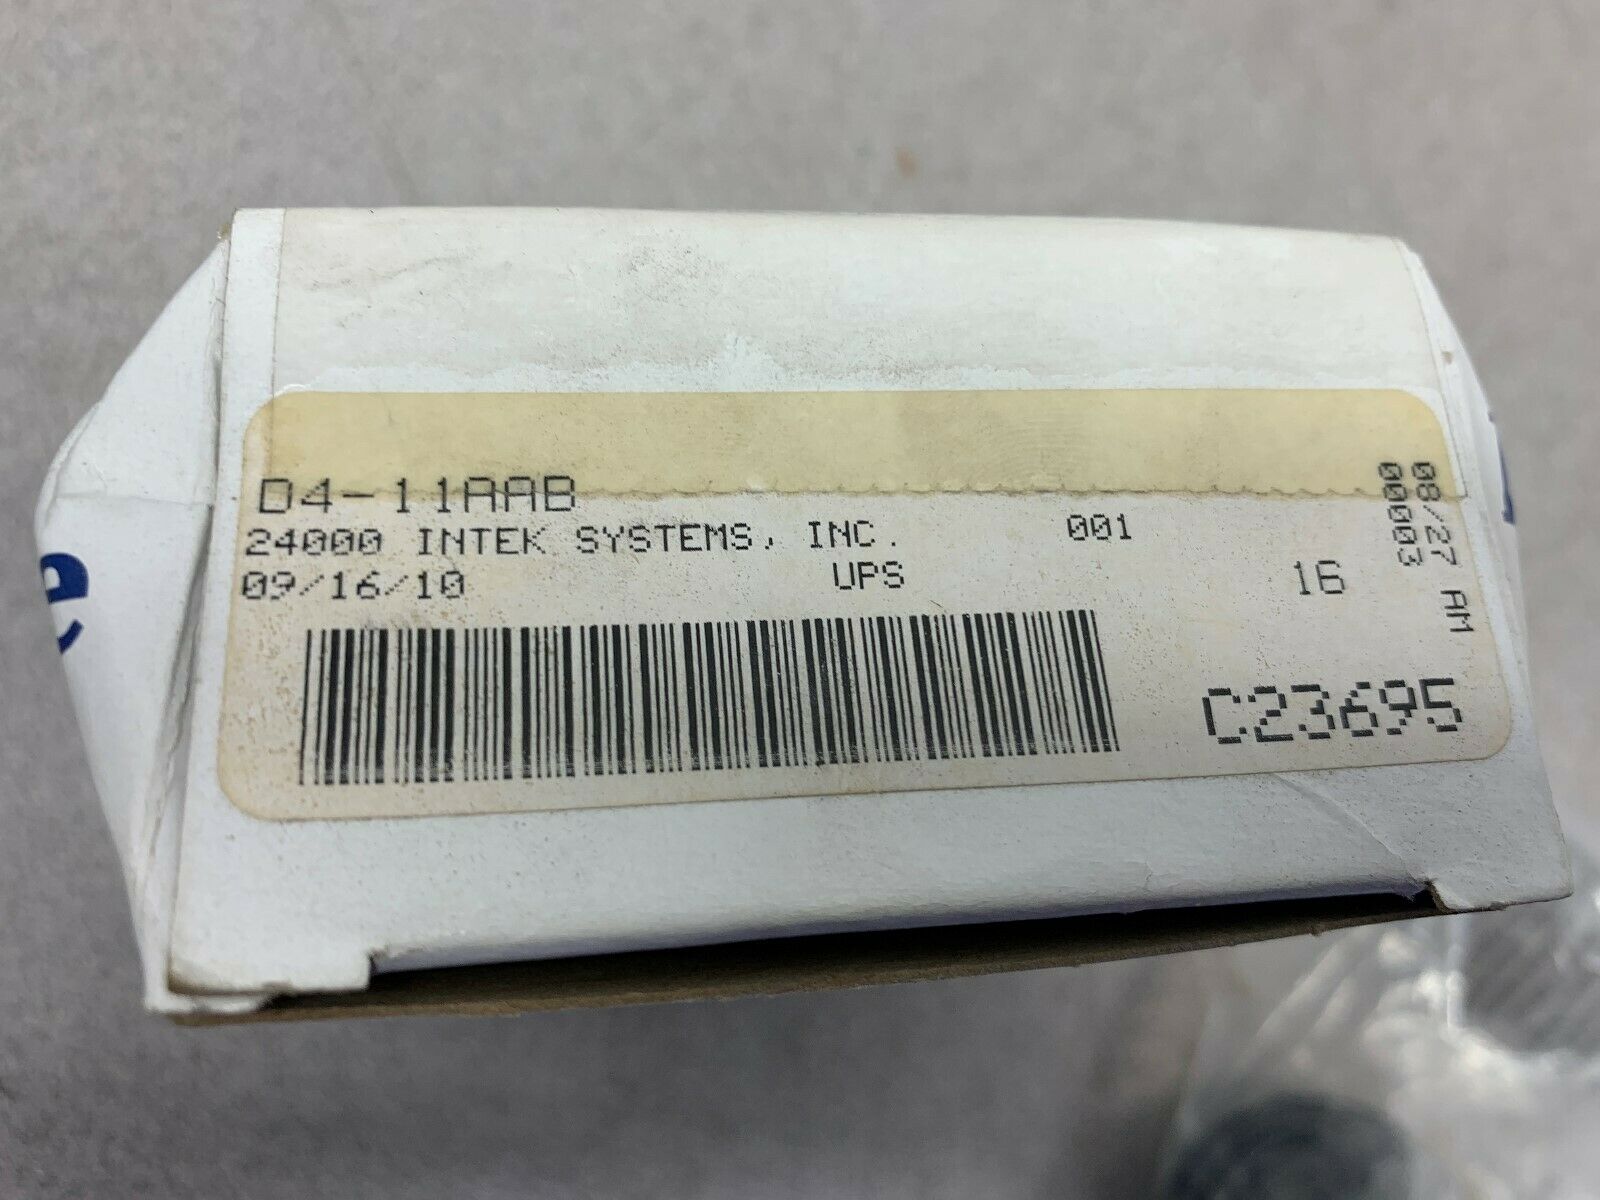 D4-11AAB
24000 INTEK SYSTEMS, INC. 001
09/16/10 UPS 16
08/27 AM
00003
C23695
e